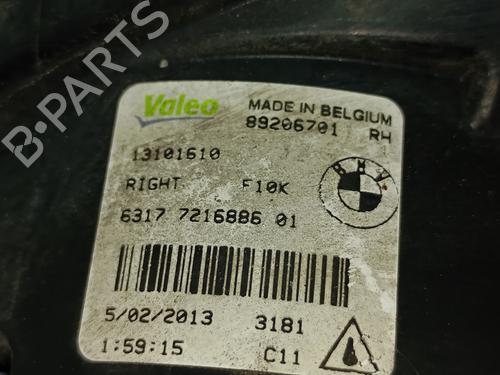 B-PARTS
Valeo
MADE IN BELGIUM
89206701 RH
13101610
RIGHT F10K
BMW
6317 7216886 01
5/02/2013 3181
1:59:15 C11